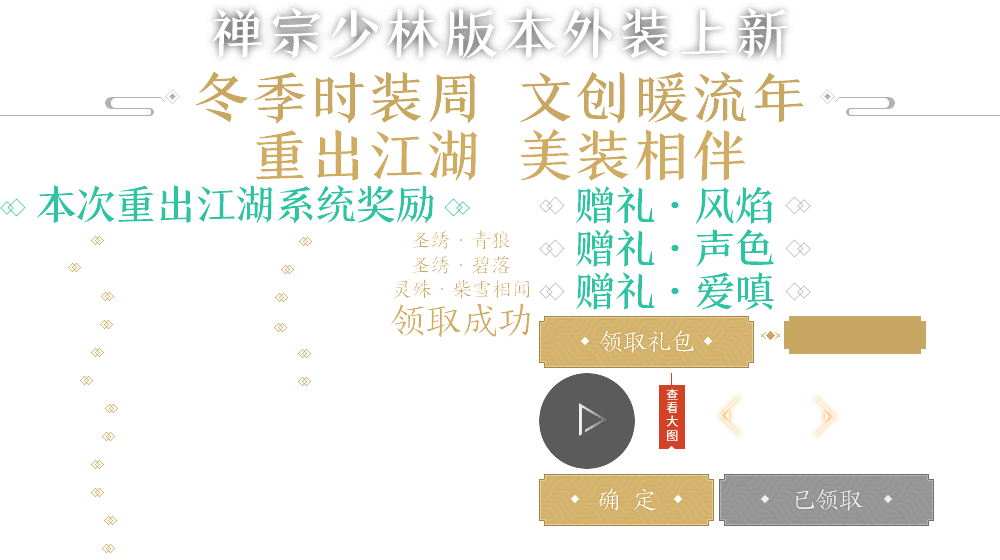 禅宗少林版本外装上新
冬季时装周 文创暖流年
重出江湖 美装相伴
本次重出江湖系统奖励
赠礼·风焰
赠礼·声色
赠礼·爱嗔
圣绣·青狼
圣绣·碧落
灵殊·柴雪相闻
领取成功
领取礼包
查看大图
确 定
已领取